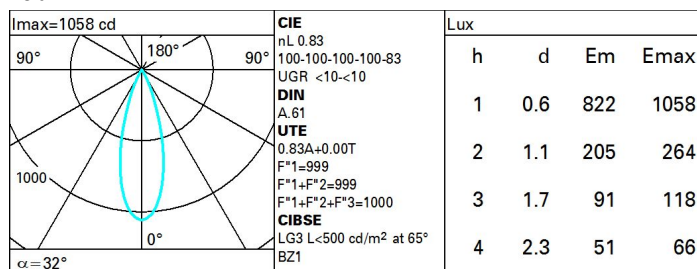 Imax=1058 cd
90°
180°
90°
1000
0°
α=32°
CIE
nL 0.83
100-100-100-100-83
UGR <10-<10
DIN
A.61
UTE
0.83A+0.00T
F"1=999
F"1+F"2=999
F"1+F"2+F"3=1000
CIBSE
LG3 L<500 cd/m² at 65°
BZ1
Lux
h d Em Emax
1 0.6 822 1058
2 1.1 205 264
3 1.7 91 118
4 2.3 51 66